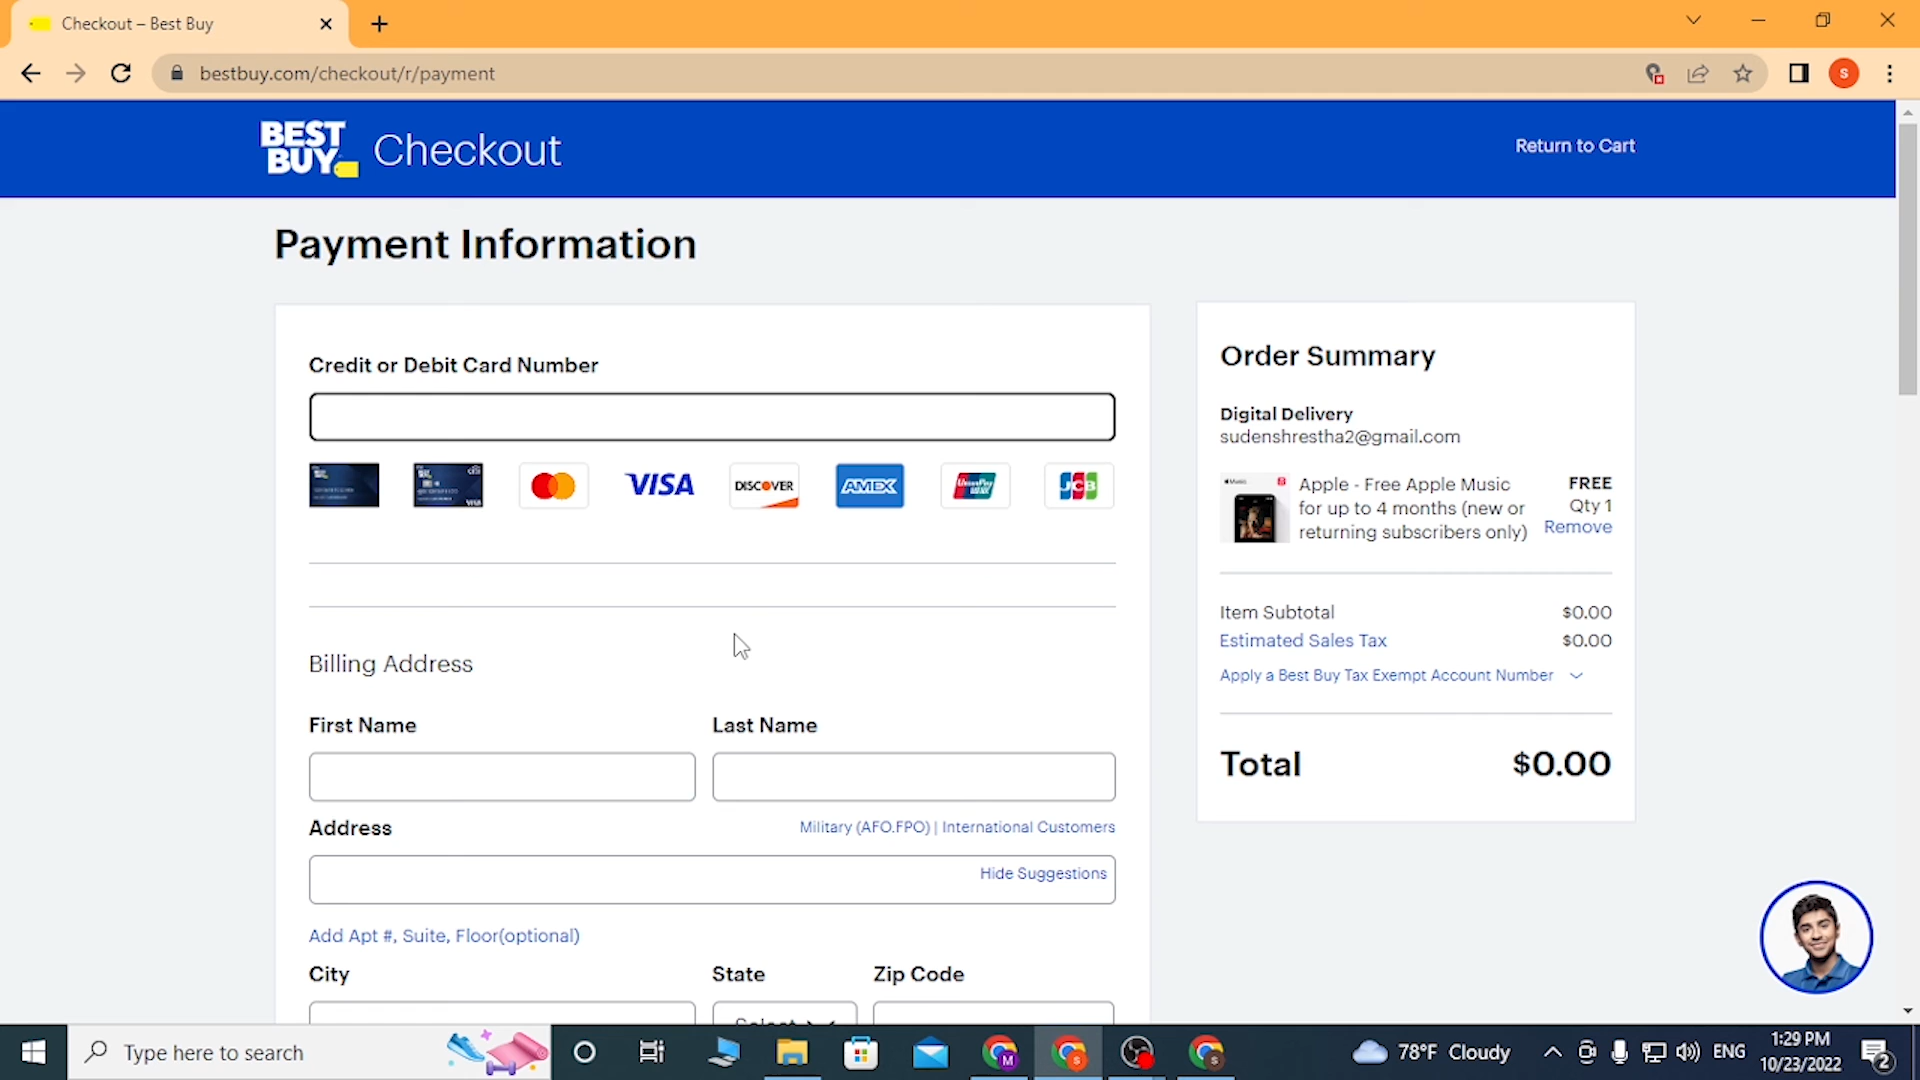 Checkout – Best Buy
bestbuy.com/checkout/r/payment
S
BEST BUY Checkout
Return to Cart
Payment Information
Credit or Debit Card Number
VISA
DISCOVER
AMEX
UnionPay
JCB
Billing Address
First Name
Last Name
Address
Military (AFO.FPO) | International Customers
Hide Suggestions
Add Apt #, Suite, Floor(optional)
City
State
Zip Code
Select
Order Summary
Digital Delivery
sudenshrestha2@gmail.com
Apple - Free Apple Music
for up to 4 months (new or
returning subscribers only)
FREE
Qty 1
Remove
Item Subtotal $0.00
Estimated Sales Tax $0.00
Apply a Best Buy Tax Exempt Account Number
Total $0.00
Type here to search
M
S
S
78°F Cloudy
ENG
1:29 PM
10/23/2022
2